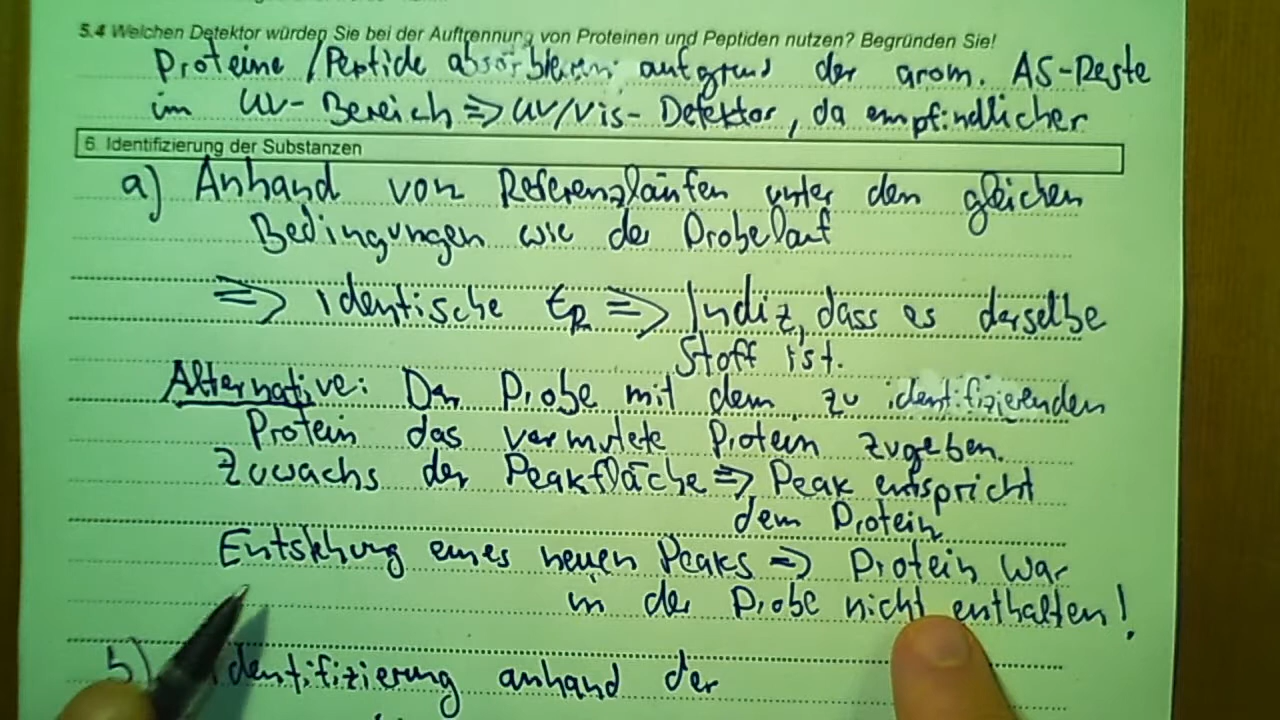 5.4 Welchen Detektor würden Sie bei der Auftrennung von Proteinen und Peptiden nutzen? Begründen Sie!
Proteine/Peptide absorbieren aufgrund der arom. AS-Reste
im UV-Bereich => UV/Vis-Detektor, da empfindlicher
6. Identifizierung der Substanzen
a) Anhand von Referenzläufen unter den gleichen
Bedingungen wie der Probelauf
=> identische tR => Indiz, dass es derselbe
Stoff ist.
Alternative: Der Probe mit dem zu identifizierenden
Protein das vermutete Protein zugeben.
Zuwachs der Peakfläche => Peak entspricht
dem Protein
Entstehung eines neuen Peaks => Protein war
in der Probe nicht enthalten!
b) Identifizierung anhand der